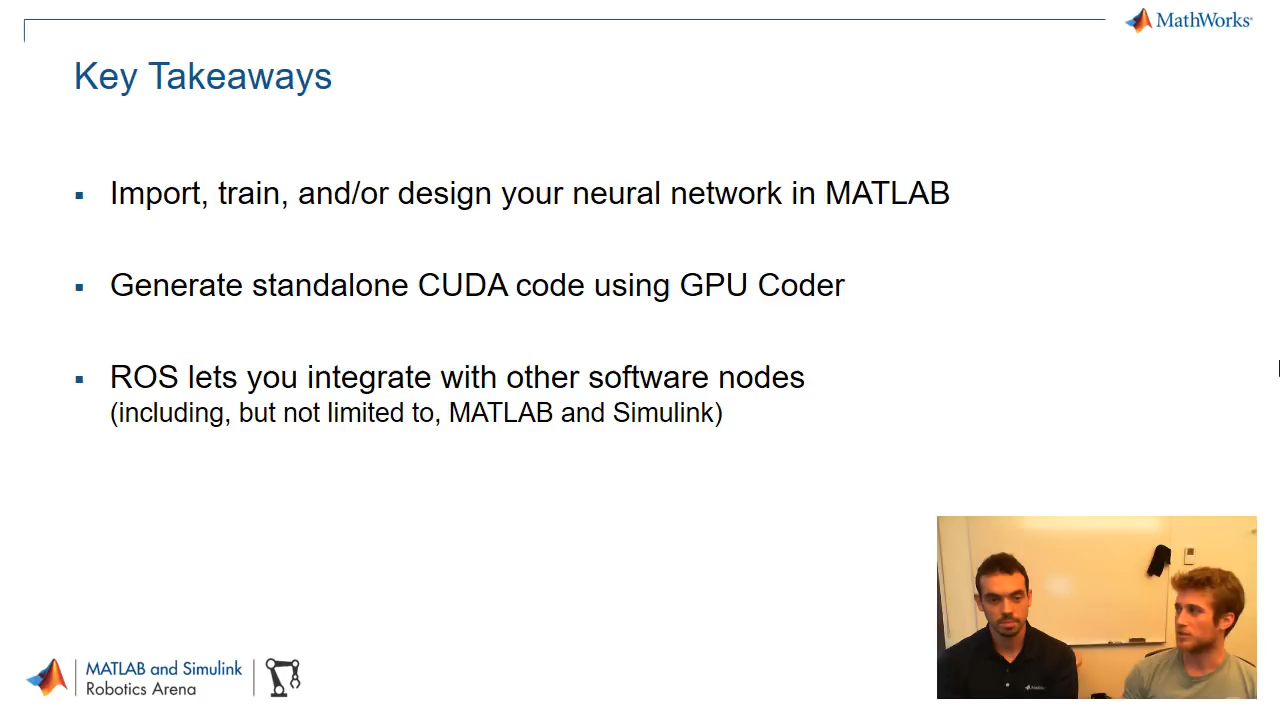 MathWorks
Key Takeaways
▪ Import, train, and/or design your neural network in MATLAB
▪ Generate standalone CUDA code using GPU Coder
▪ ROS lets you integrate with other software nodes
(including, but not limited to, MATLAB and Simulink)
MATLAB and Simulink
Robotics Arena